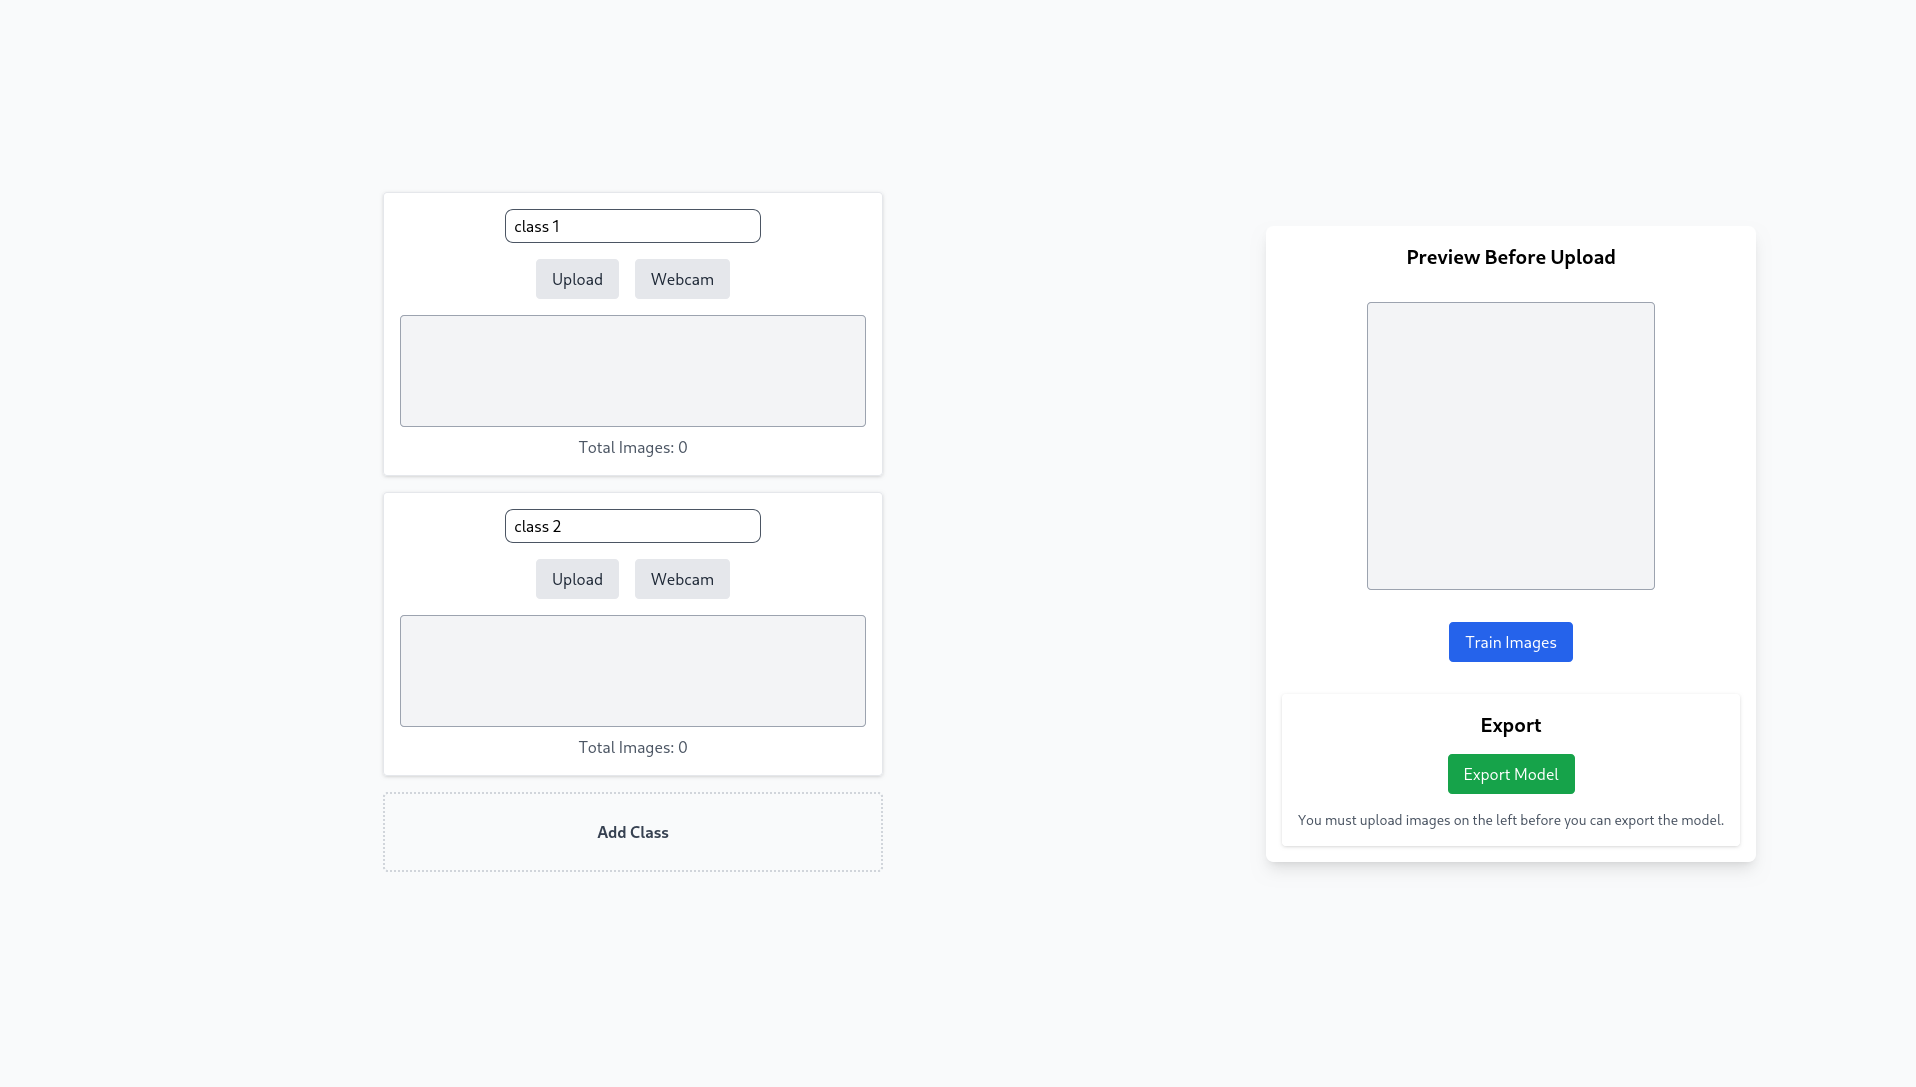 class 1
Upload
Webcam
Total Images: 0
class 2
Upload
Webcam
Total Images: 0
Add Class
Preview Before Upload
Train Images
Export
Export Model
You must upload images on the left before you can export the model.